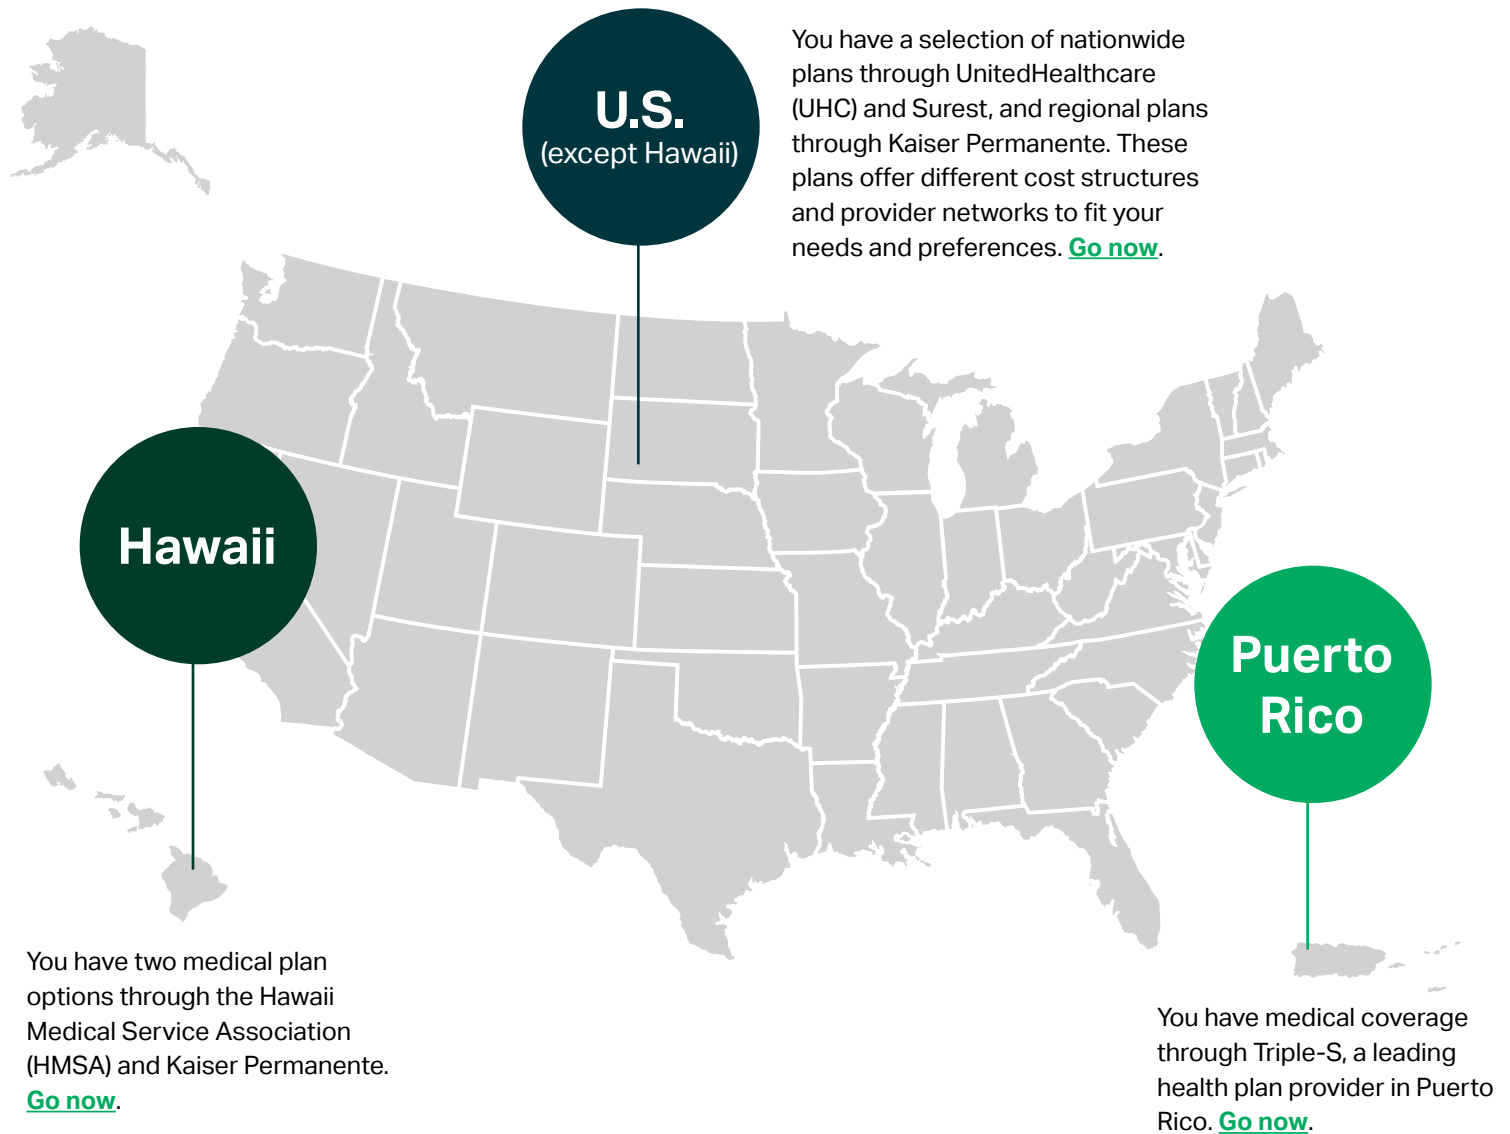 U.S.
(except Hawaii)
You have a selection of nationwide
plans through UnitedHealthcare
(UHC) and Surest, and regional plans
through Kaiser Permanente. These
plans offer different cost structures
and provider networks to fit your
needs and preferences. Go now.
Hawaii
You have two medical plan
options through the Hawaii
Medical Service Association
(HMSA) and Kaiser Permanente.
Go now.
Puerto
Rico
You have medical coverage
through Triple-S, a leading
health plan provider in Puerto
Rico. Go now.